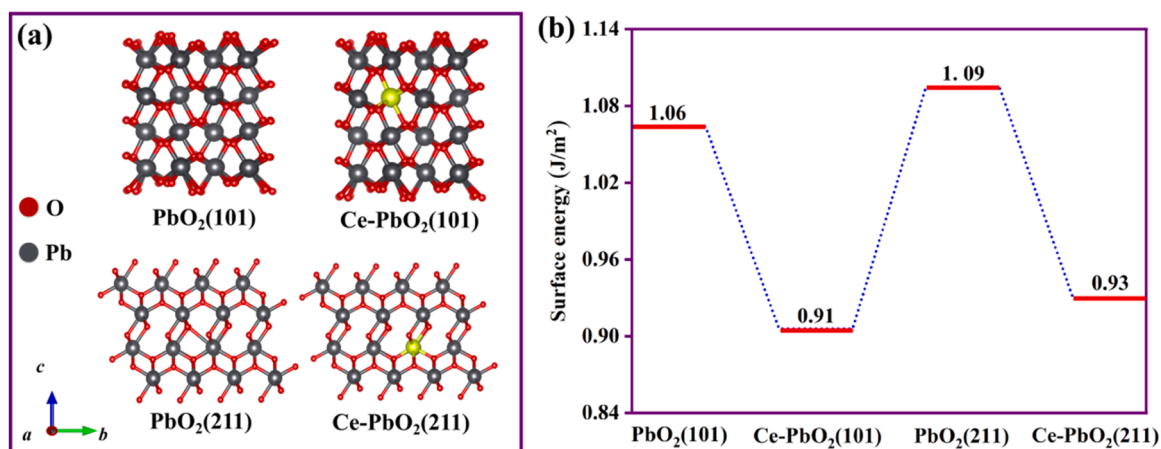 (a)
PbO₂(101) Ce-PbO₂(101)
O
Pb
PbO₂(211) Ce-PbO₂(211)
c
a
b
(b)
Surface energy (J/m²)
1.14
1.08
1.02
0.96
0.90
0.84
1.06
0.91
1. 09
0.93
PbO₂(101) Ce-PbO₂(101) PbO₂(211) Ce-PbO₂(211)